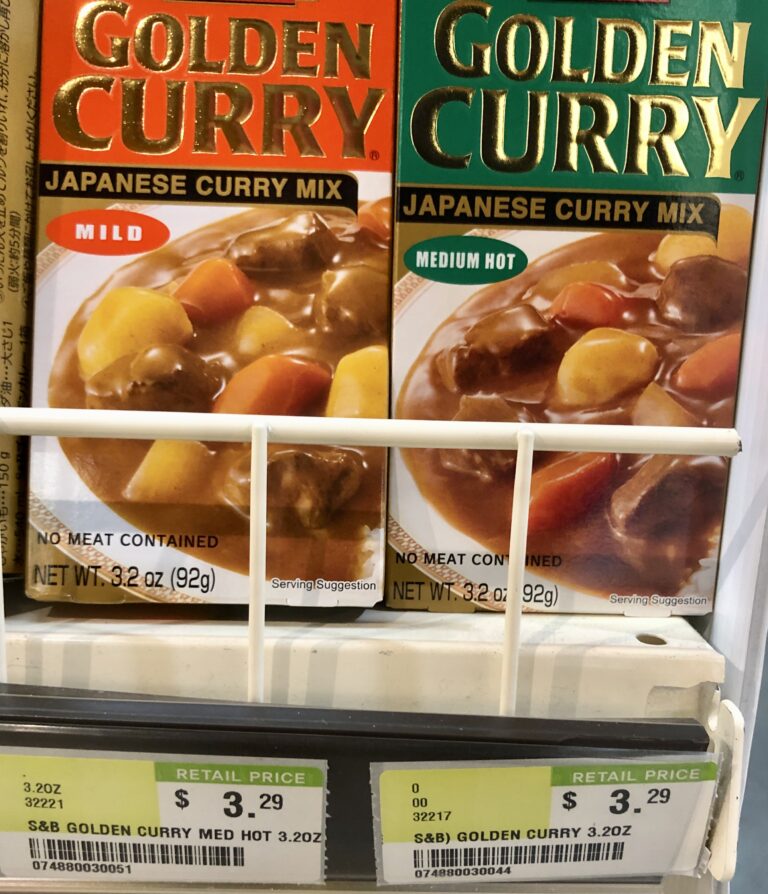 GOLDEN
CURRY®
JAPANESE CURRY MIX
MILD
NO MEAT CONTAINED
NET WT. 3.2 oz (92g)
Serving Suggestion
GOLDEN
CURRY®
JAPANESE CURRY MIX
MEDIUM HOT
NO MEAT CONTAINED
NET WT. 3.2 oz (92g)
Serving Suggestion
3.2OZ
32221
RETAIL PRICE
$ 3.29
S&B GOLDEN CURRY MED HOT 3.2OZ
074880030051
0
00
32217
RETAIL PRICE
$ 3.29
S&B) GOLDEN CURRY 3.2OZ
074880030044